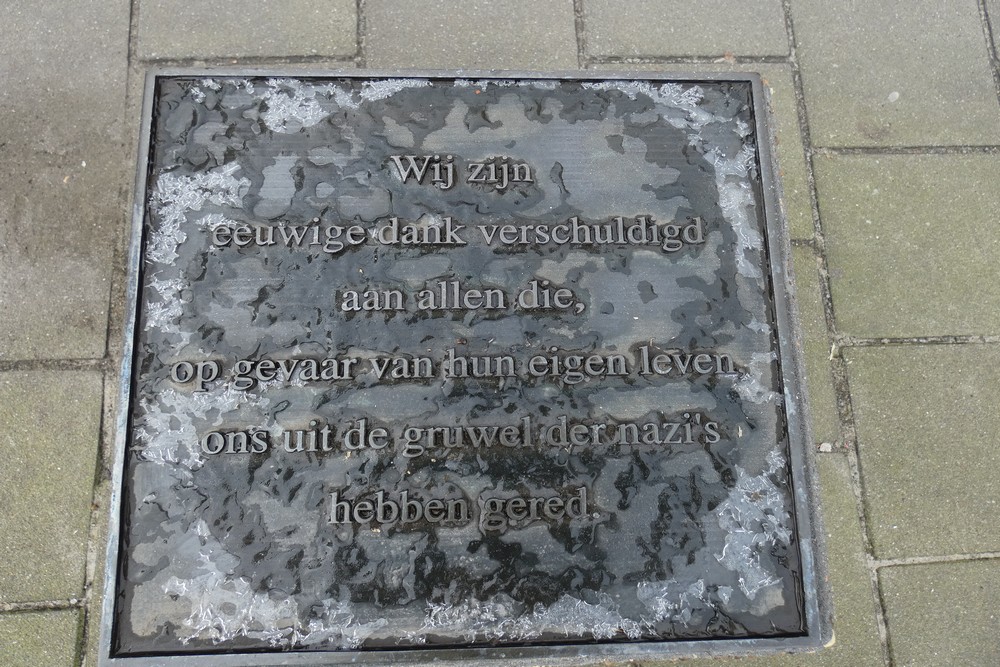 Wij zijn
eeuwige dank verschuldigd
aan allen die,
op gevaar van hun eigen leven
ons uit de gruwel der nazi's
hebben gered.